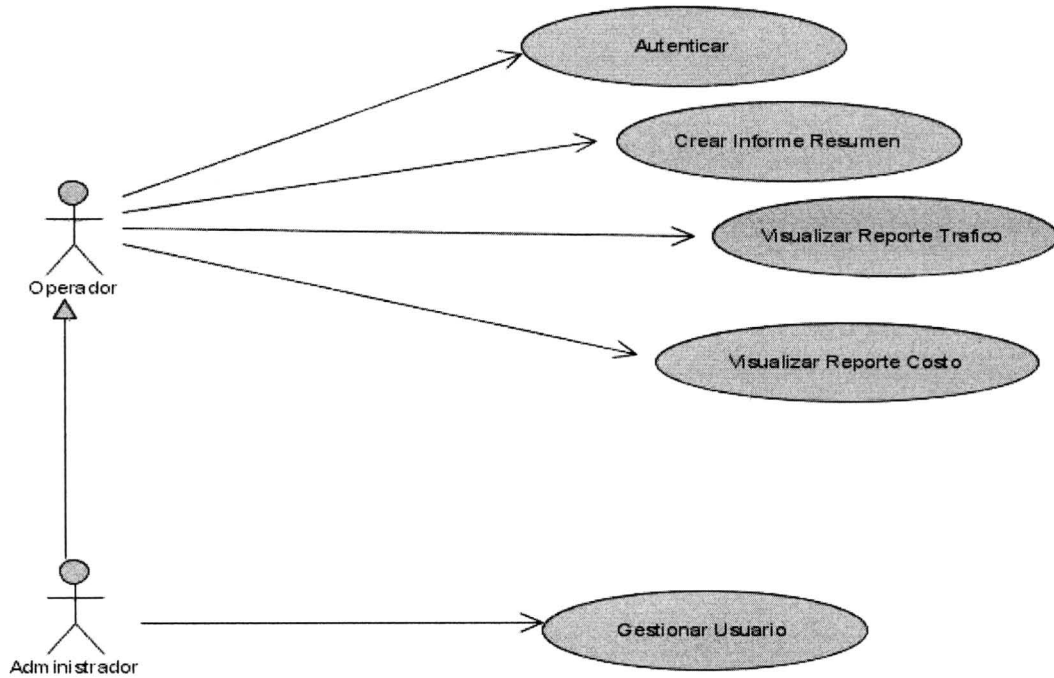 Autenticar
Crear Informe Resumen
Visualizar Reporte Trafico
Operador
Visualizar Reporte Costo
Gestionar Usuario
Administrador